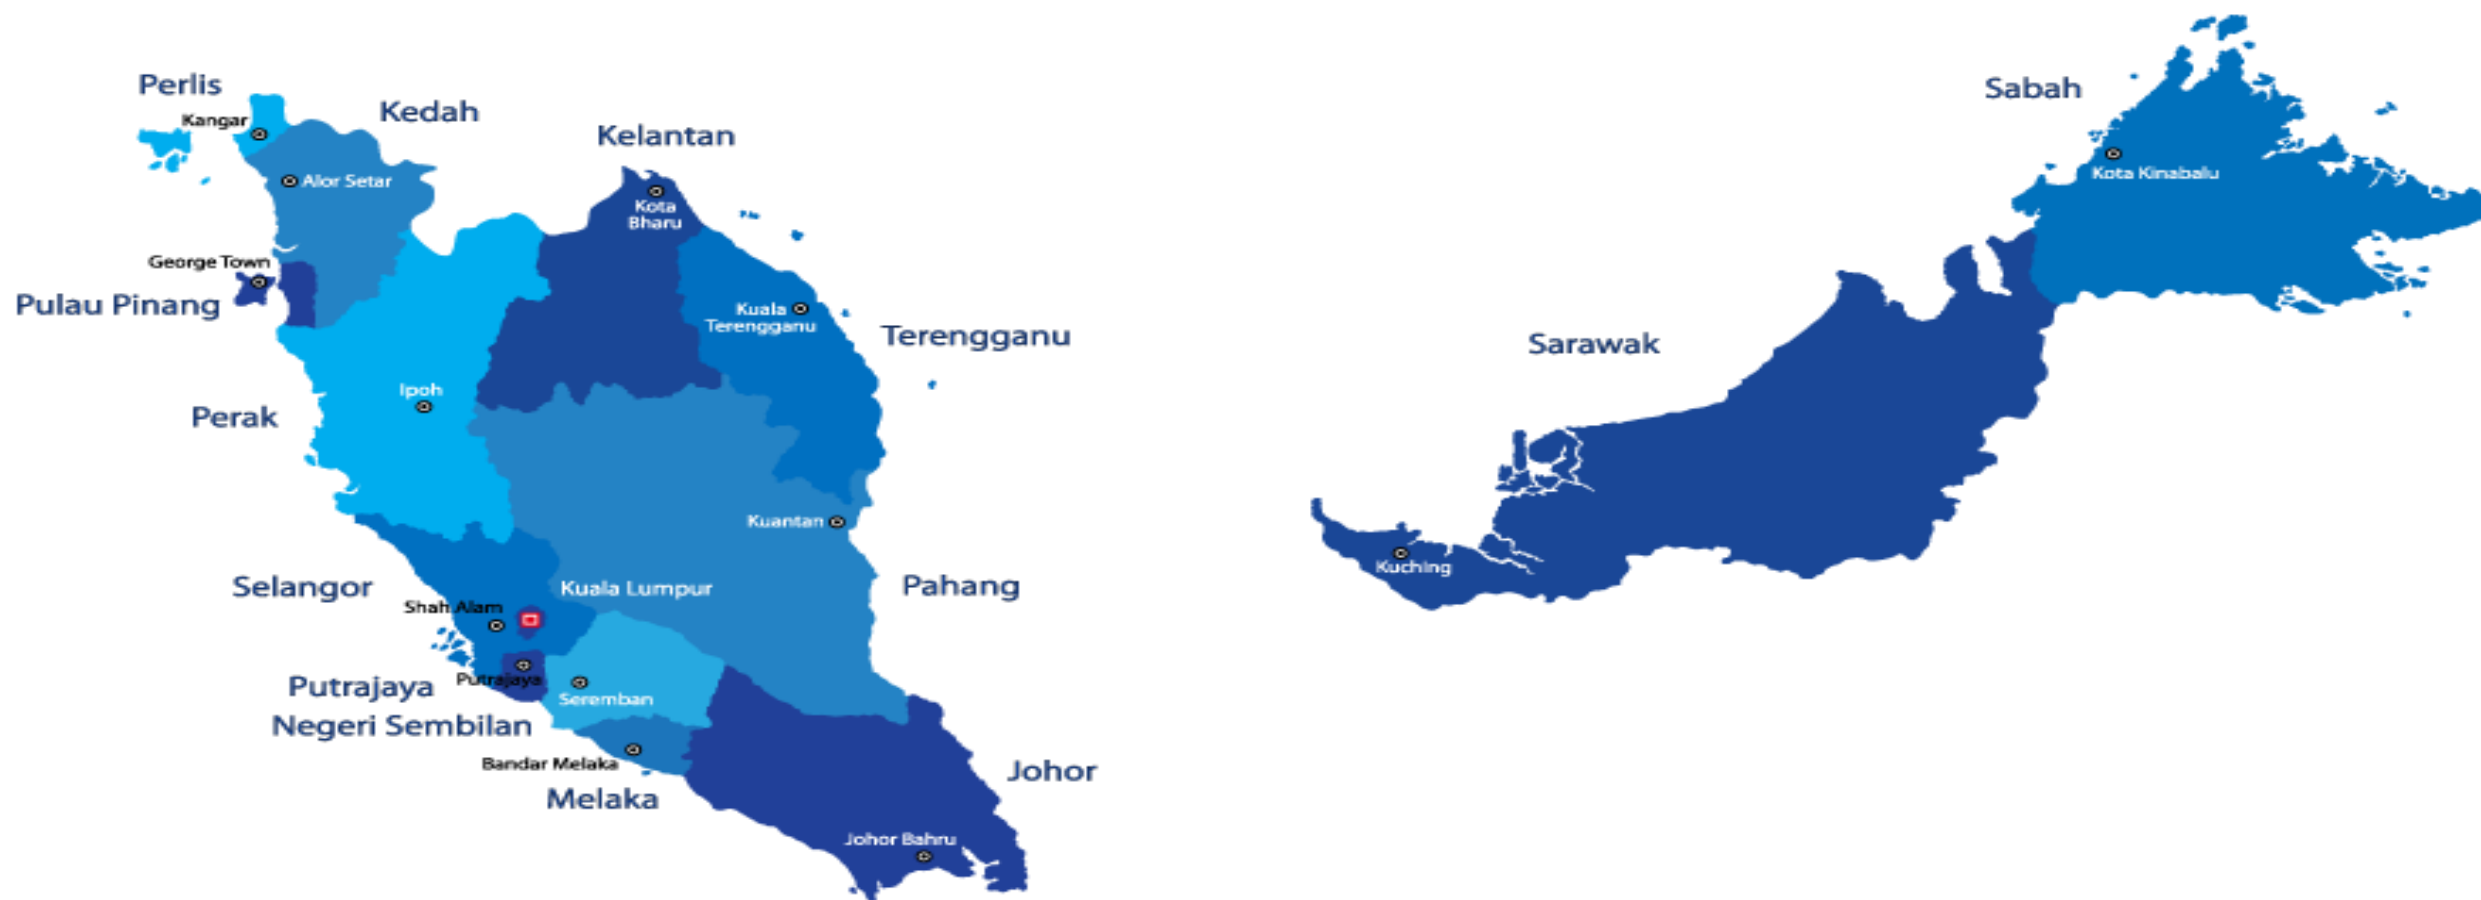 Perlis
Kangar
Kedah
Alor Setar
Kelantan
Kota
Bharu
George Town
Pulau Pinang
Kuala
Terengganu
Terengganu
Ipoh
Perak
Kuantan
Selangor
Kuala Lumpur
Pahang
Shah Alam
Putrajaya
Putrajaya
Seremban
Negeri Sembilan
Bandar Melaka
Melaka
Johor
Johor Bahru
Sabah
Kota Kinabalu
Sarawak
Kuching